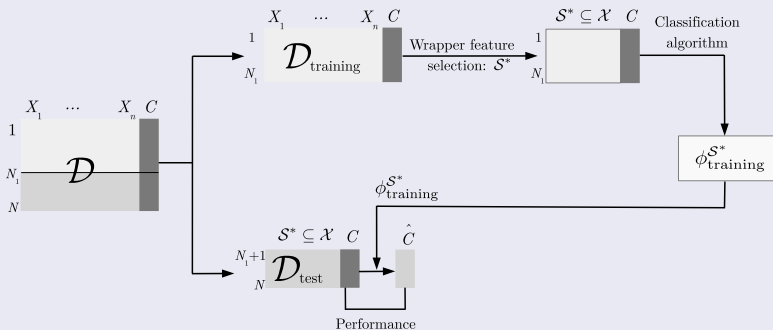 X₁ ... Xₙ C
1
N₁
N
𝒟
X₁ ... Xₙ C
1
N₁
𝒟training
Wrapper feature
selection: 𝒮*
𝒮* ⊆ 𝒳 C
1
N₁
Classification
algorithm
ϕ𝒮*training
ϕ𝒮*training
𝒮* ⊆ 𝒳 C
N₁+1
N
𝒟test
Ĉ
Performance